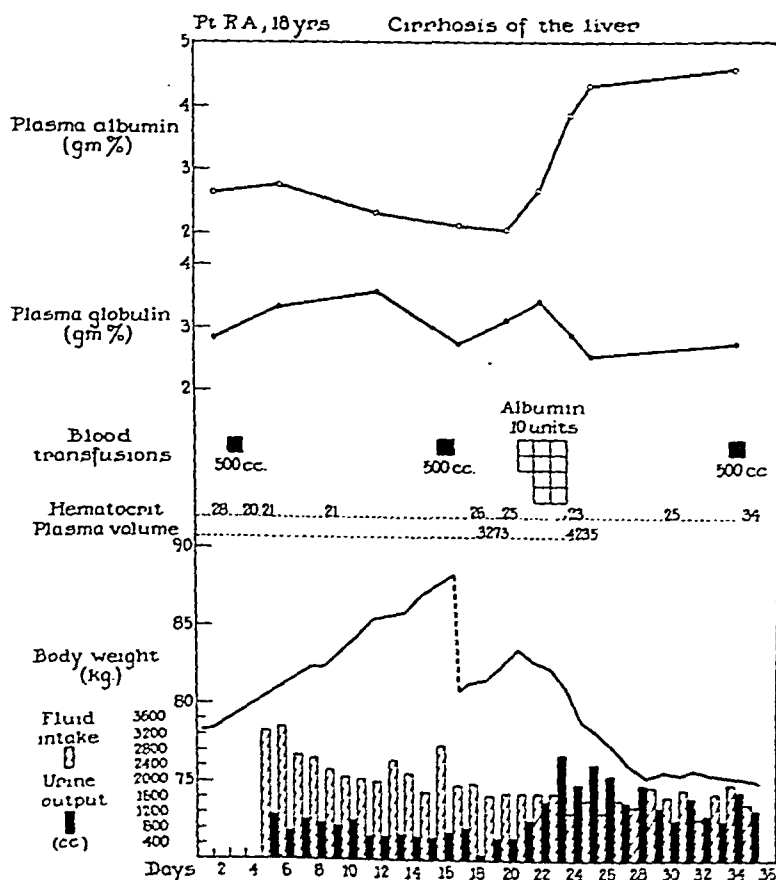 Pt R A, 18 yrs Cirrhosis of the liver
5
4
3
2
Plasma albumin
(gm %)
4
3
2
Plasma globulin
(gm %)
Albumin
10 units
Blood
transfusions
500 cc. 500 cc. 500 cc
Hematocrit 28 20 21 21 26 25 23 25 34
Plasma volume 3273 4235
90
85
80
75
Body weight
(kg.)
Fluid
intake
Urine
output
(cc)
3600
3200
2800
2400
2000
1600
1200
800
400
Days 2 4 6 8 10 12 14 16 18 20 22 24 26 28 30 32 34 36